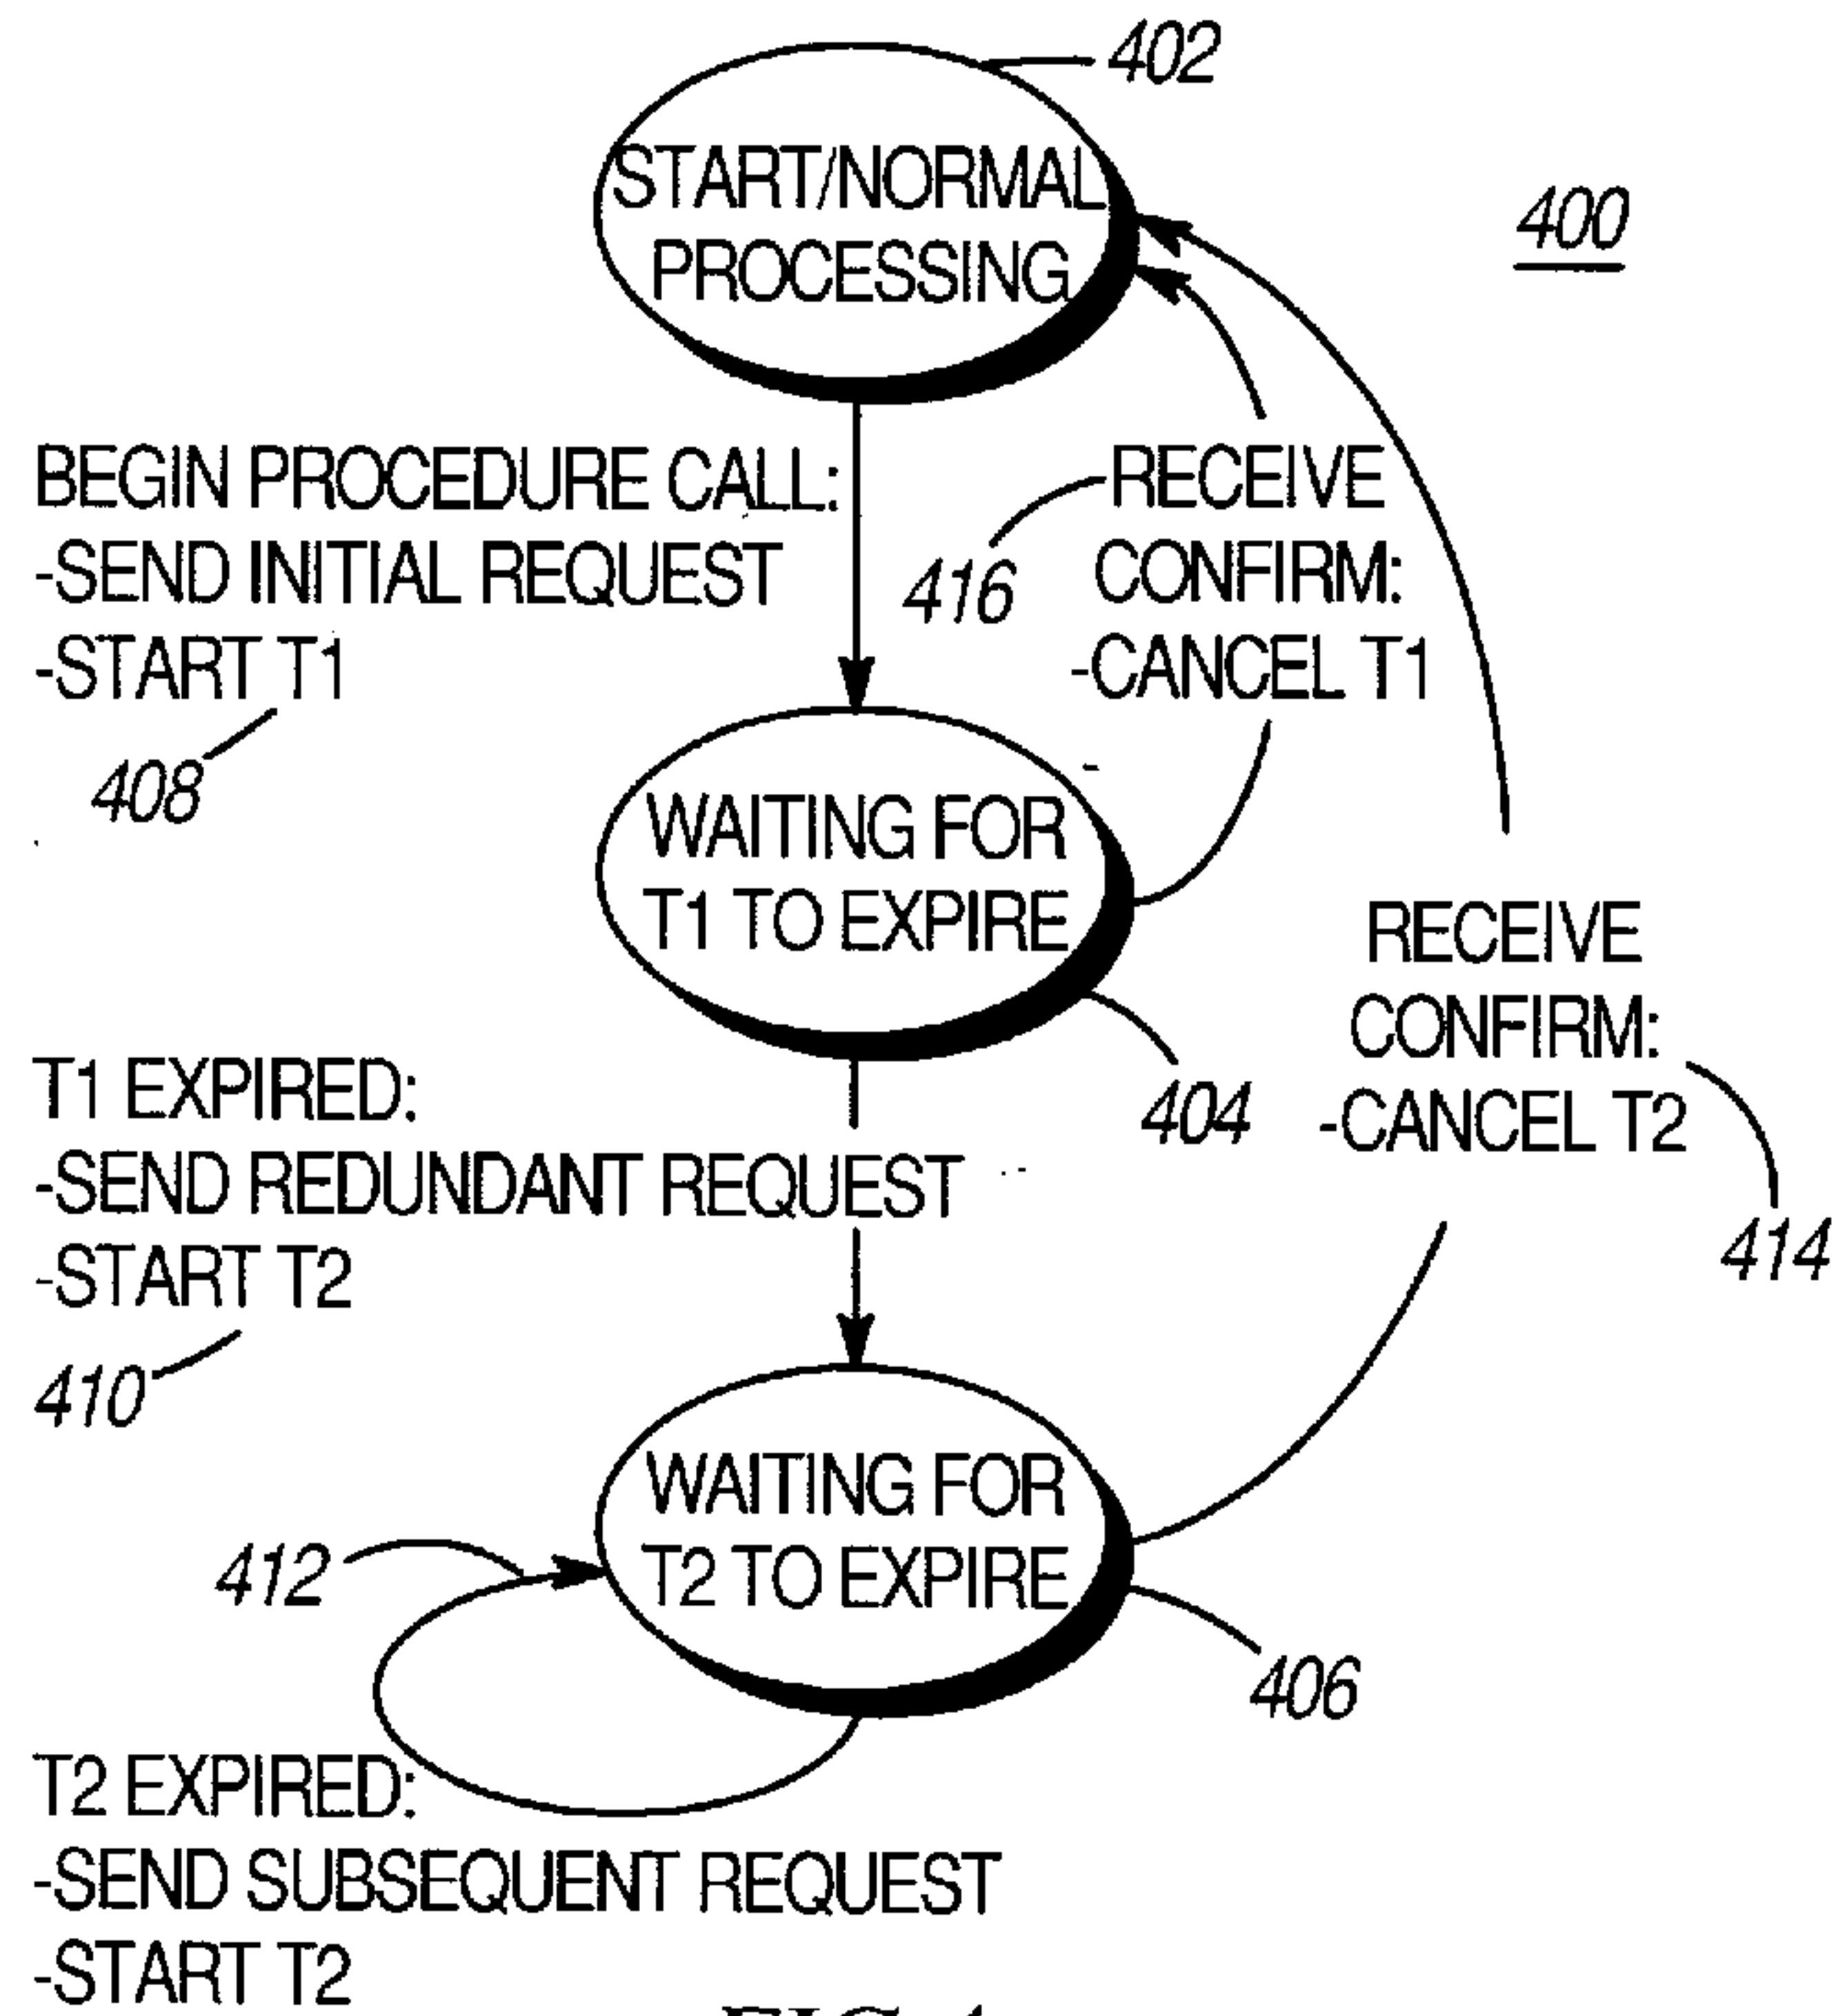 402
START/NORMAL
PROCESSING
400
BEGIN PROCEDURE CALL:
-SEND INITIAL REQUEST
-START T1
408
416
RECEIVE
CONFIRM:
-CANCEL T1
WAITING FOR
T1 TO EXPIRE
404
RECEIVE
CONFIRM:
-CANCEL T2
414
T1 EXPIRED:
-SEND REDUNDANT REQUEST
-START T2
410
WAITING FOR
T2 TO EXPIRE
412
406
T2 EXPIRED:
-SEND SUBSEQUENT REQUEST
-START T2